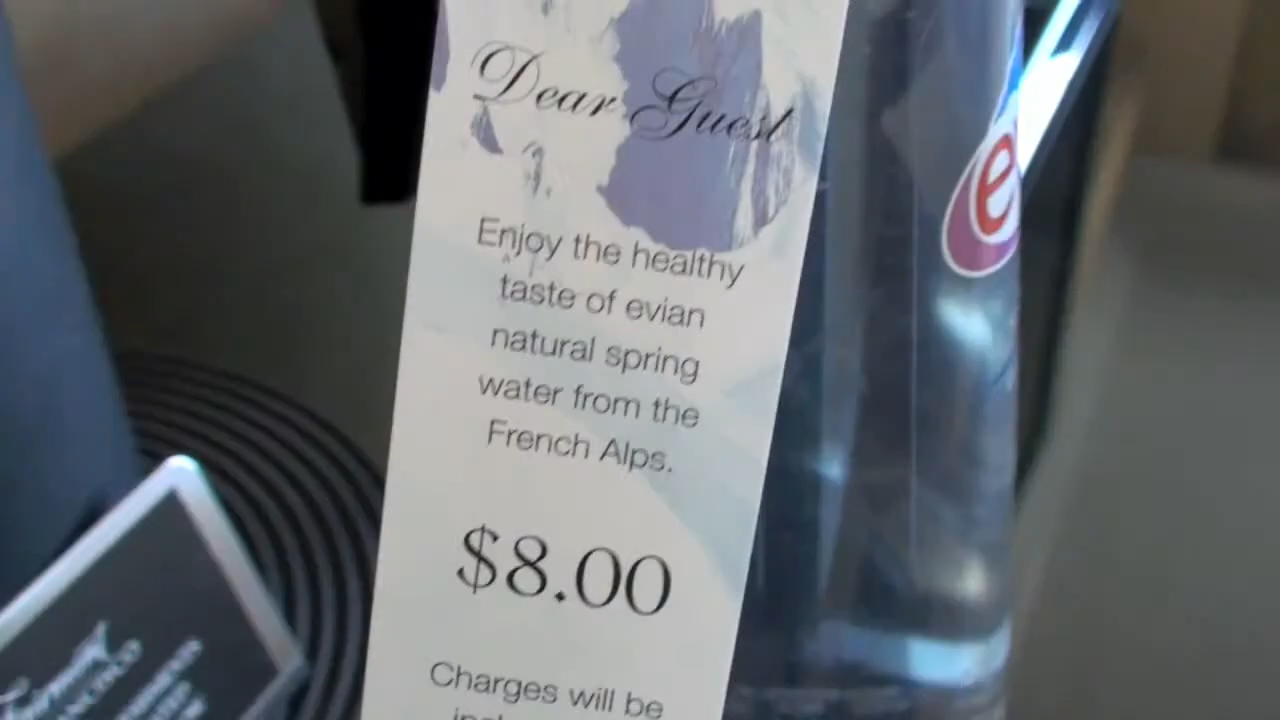 Dear Guest
Enjoy the healthy
taste of evian
natural spring
water from the
French Alps.
$8.00
Charges will be
e